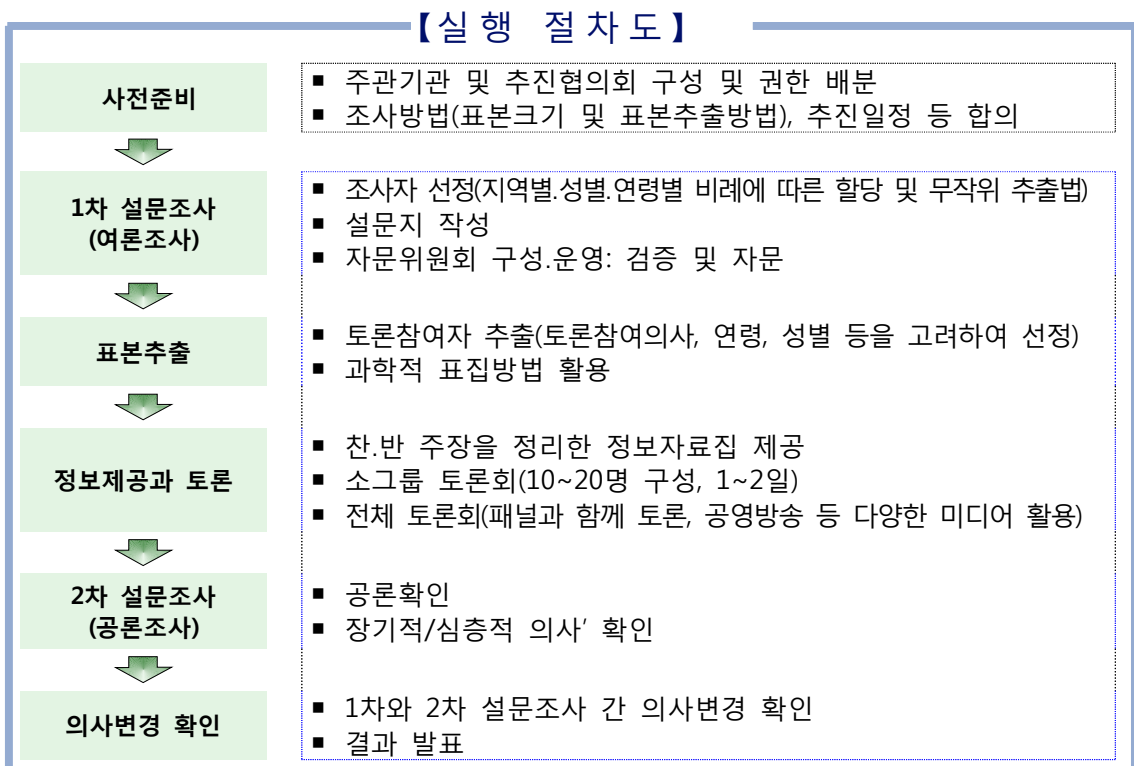 【실행 절차도】
사전준비
▪ 주관기관 및 추진협의회 구성 및 권한 배분
▪ 조사방법(표본크기 및 표본추출방법), 추진일정 등 합의
1차 설문조사
(여론조사)
▪ 조사자 선정(지역별.성별.연령별 비례에 따른 할당 및 무작위 추출법)
▪ 설문지 작성
▪ 자문위원회 구성.운영: 검증 및 자문
표본추출
▪ 토론참여자 추출(토론참여의사, 연령, 성별 등을 고려하여 선정)
▪ 과학적 표집방법 활용
정보제공과 토론
▪ 찬.반 주장을 정리한 정보자료집 제공
▪ 소그룹 토론회(10~20명 구성, 1~2일)
▪ 전체 토론회(패널과 함께 토론, 공영방송 등 다양한 미디어 활용)
2차 설문조사
(공론조사)
▪ 공론확인
▪ 장기적/심층적 의사' 확인
의사변경 확인
▪ 1차와 2차 설문조사 간 의사변경 확인
▪ 결과 발표